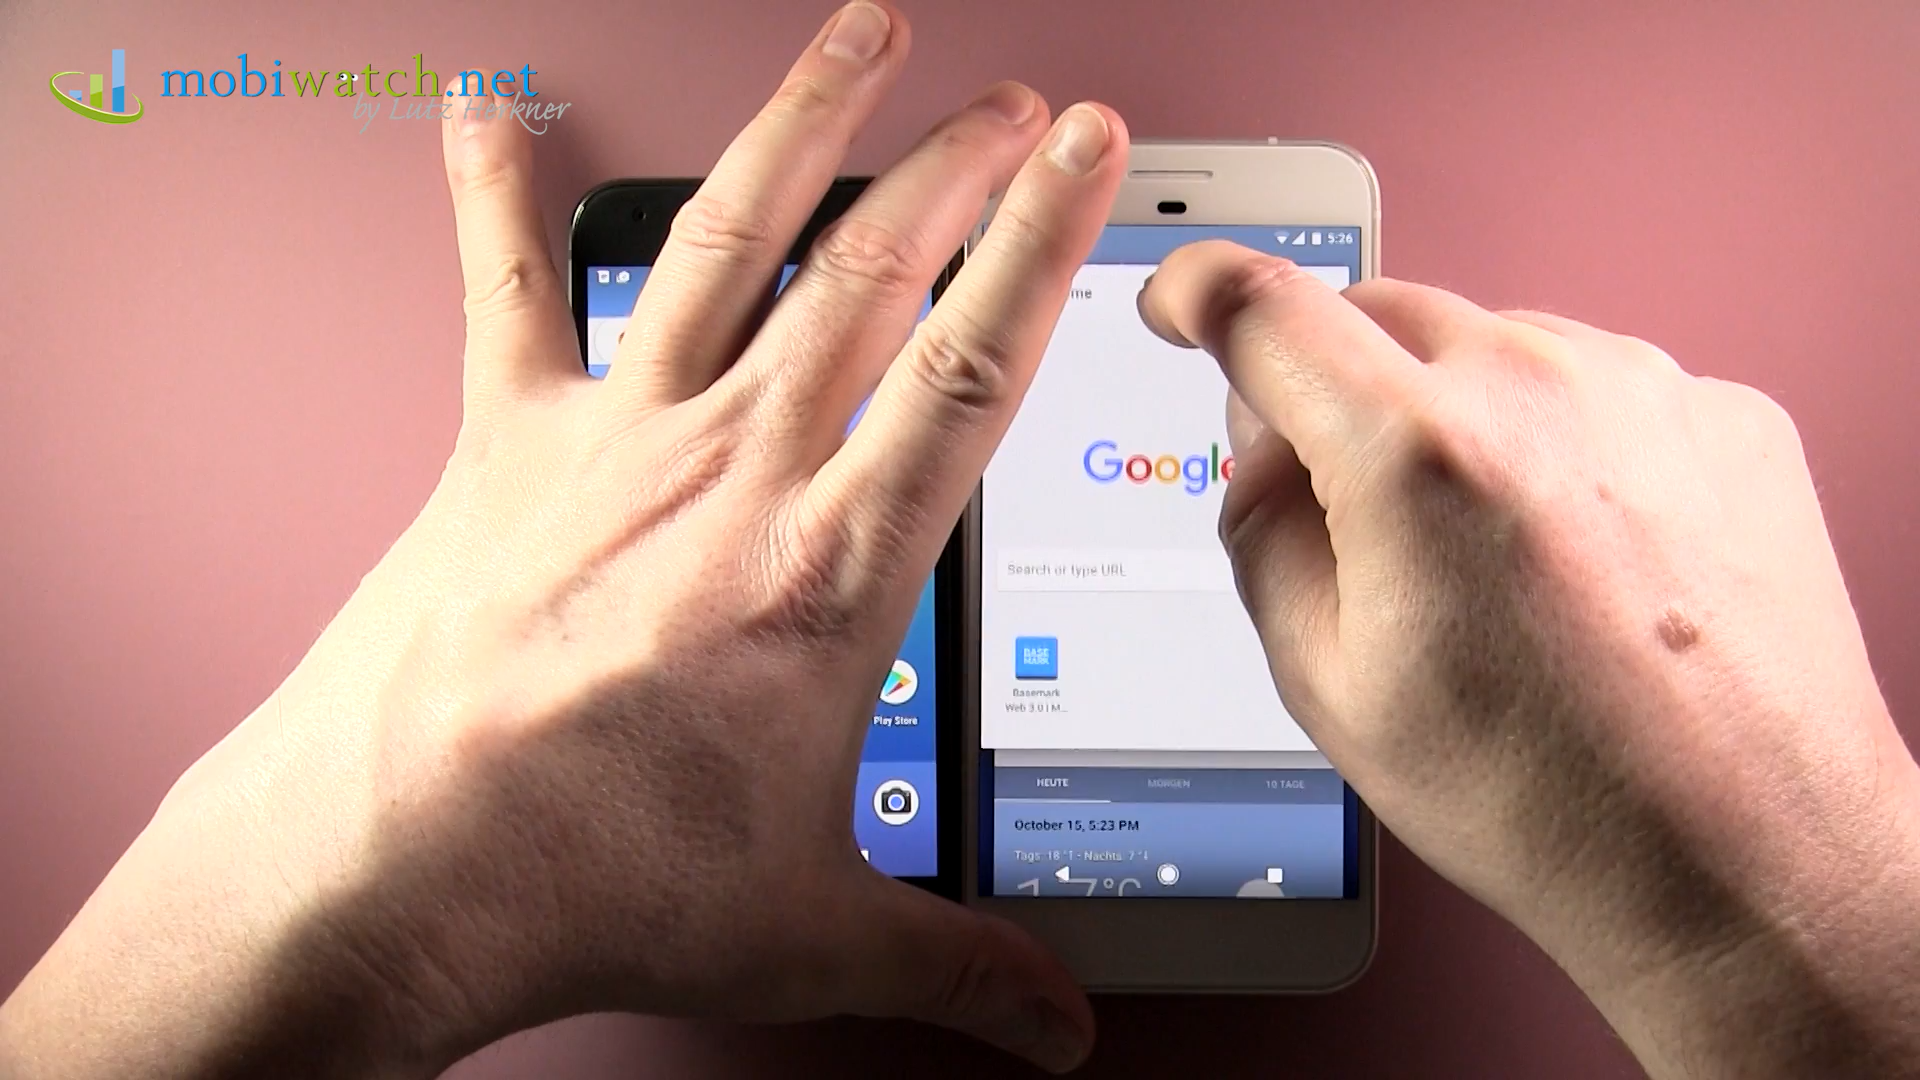 mobiwatch.net
by Lutz Herkner
5:26
me
Google
Search or type URL
BASE
MARK
Basemark
Web 3.0 | M...
Play Store
HEUTE MORGEN 10 TAGE
October 15, 5:23 PM
Tags: 18 °↑ - Nachts: 7 °↓
17°C